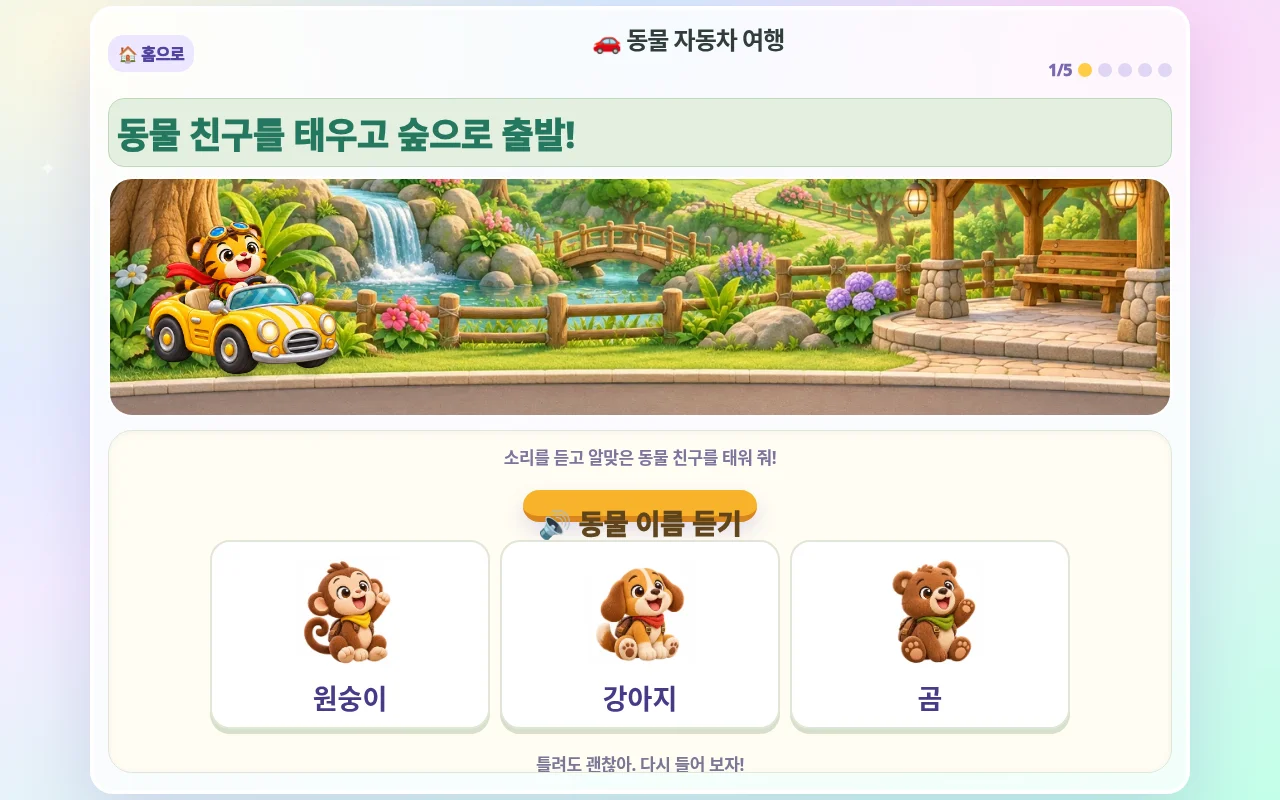 🏠 홈으로
🚗 동물 자동차 여행
1/5
동물 친구를 태우고 숲으로 출발!
소리를 듣고 알맞은 동물 친구를 태워 줘!
🔊 동물 이름 듣기
원숭이
강아지
곰
틀려도 괜찮아. 다시 들어 보자!